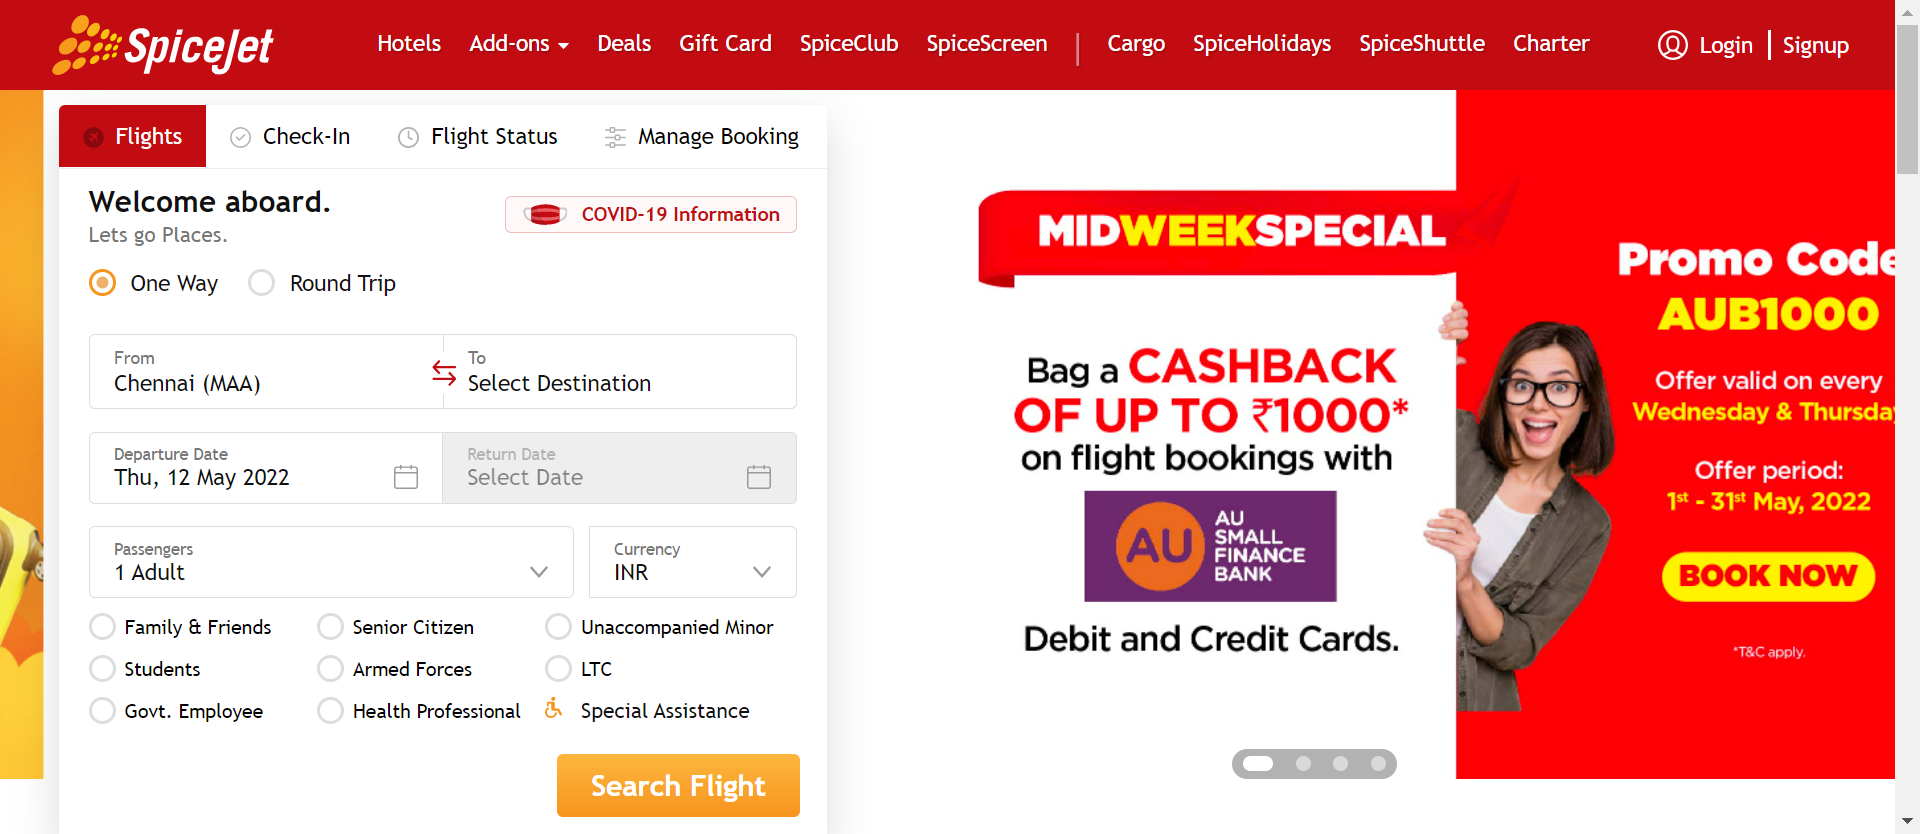 SpiceJet
Hotels Add-ons Deals Gift Card SpiceClub SpiceScreen | Cargo SpiceHolidays SpiceShuttle Charter
Login | Signup
Flights Check-In Flight Status Manage Booking
Welcome aboard.
Lets go Places.
COVID-19 Information
One Way Round Trip
From
Chennai (MAA)
To
Select Destination
Departure Date
Thu, 12 May 2022
Return Date
Select Date
Passengers
1 Adult
Currency
INR
Family & Friends Senior Citizen Unaccompanied Minor
Students Armed Forces LTC
Govt. Employee Health Professional Special Assistance
Search Flight
MIDWEEKSPECIAL
Bag a CASHBACK
OF UP TO ₹1000*
on flight bookings with
AU
AU
SMALL
FINANCE
BANK
Debit and Credit Cards.
Promo Code
AUB1000
Offer valid on every
Wednesday & Thursday
Offer period:
1st - 31st May, 2022
BOOK NOW
*T&C apply.